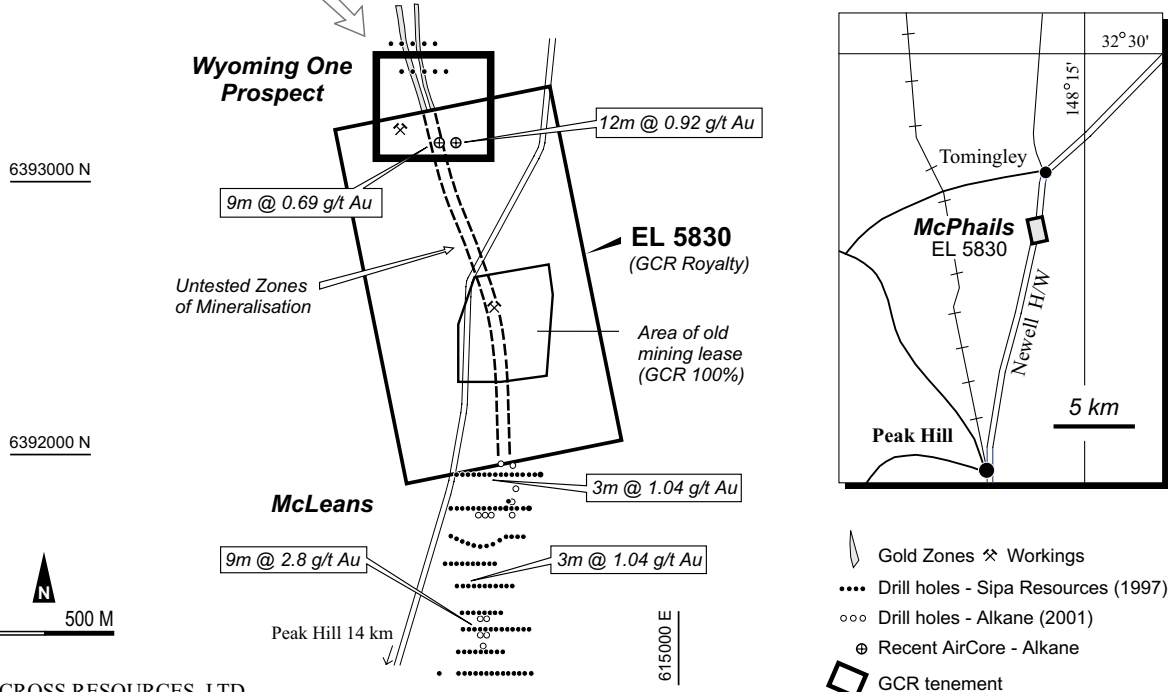 Wyoming One
Prospect
12m @ 0.92 g/t Au
6393000 N
9m @ 0.69 g/t Au
EL 5830
(GCR Royalty)
Untested Zones
of Mineralisation
Area of old
mining lease
(GCR 100%)
6392000 N
McLeans
3m @ 1.04 g/t Au
9m @ 2.8 g/t Au
3m @ 1.04 g/t Au
N
500 M
Peak Hill 14 km
615000 E
CROSS RESOURCES LTD
32°30'
148°15'
Tomingley
McPhails
EL 5830
Newell H/W
5 km
Peak Hill
Gold Zones
Workings
Drill holes - Sipa Resources (1997)
Drill holes - Alkane (2001)
Recent AirCore - Alkane
GCR tenement